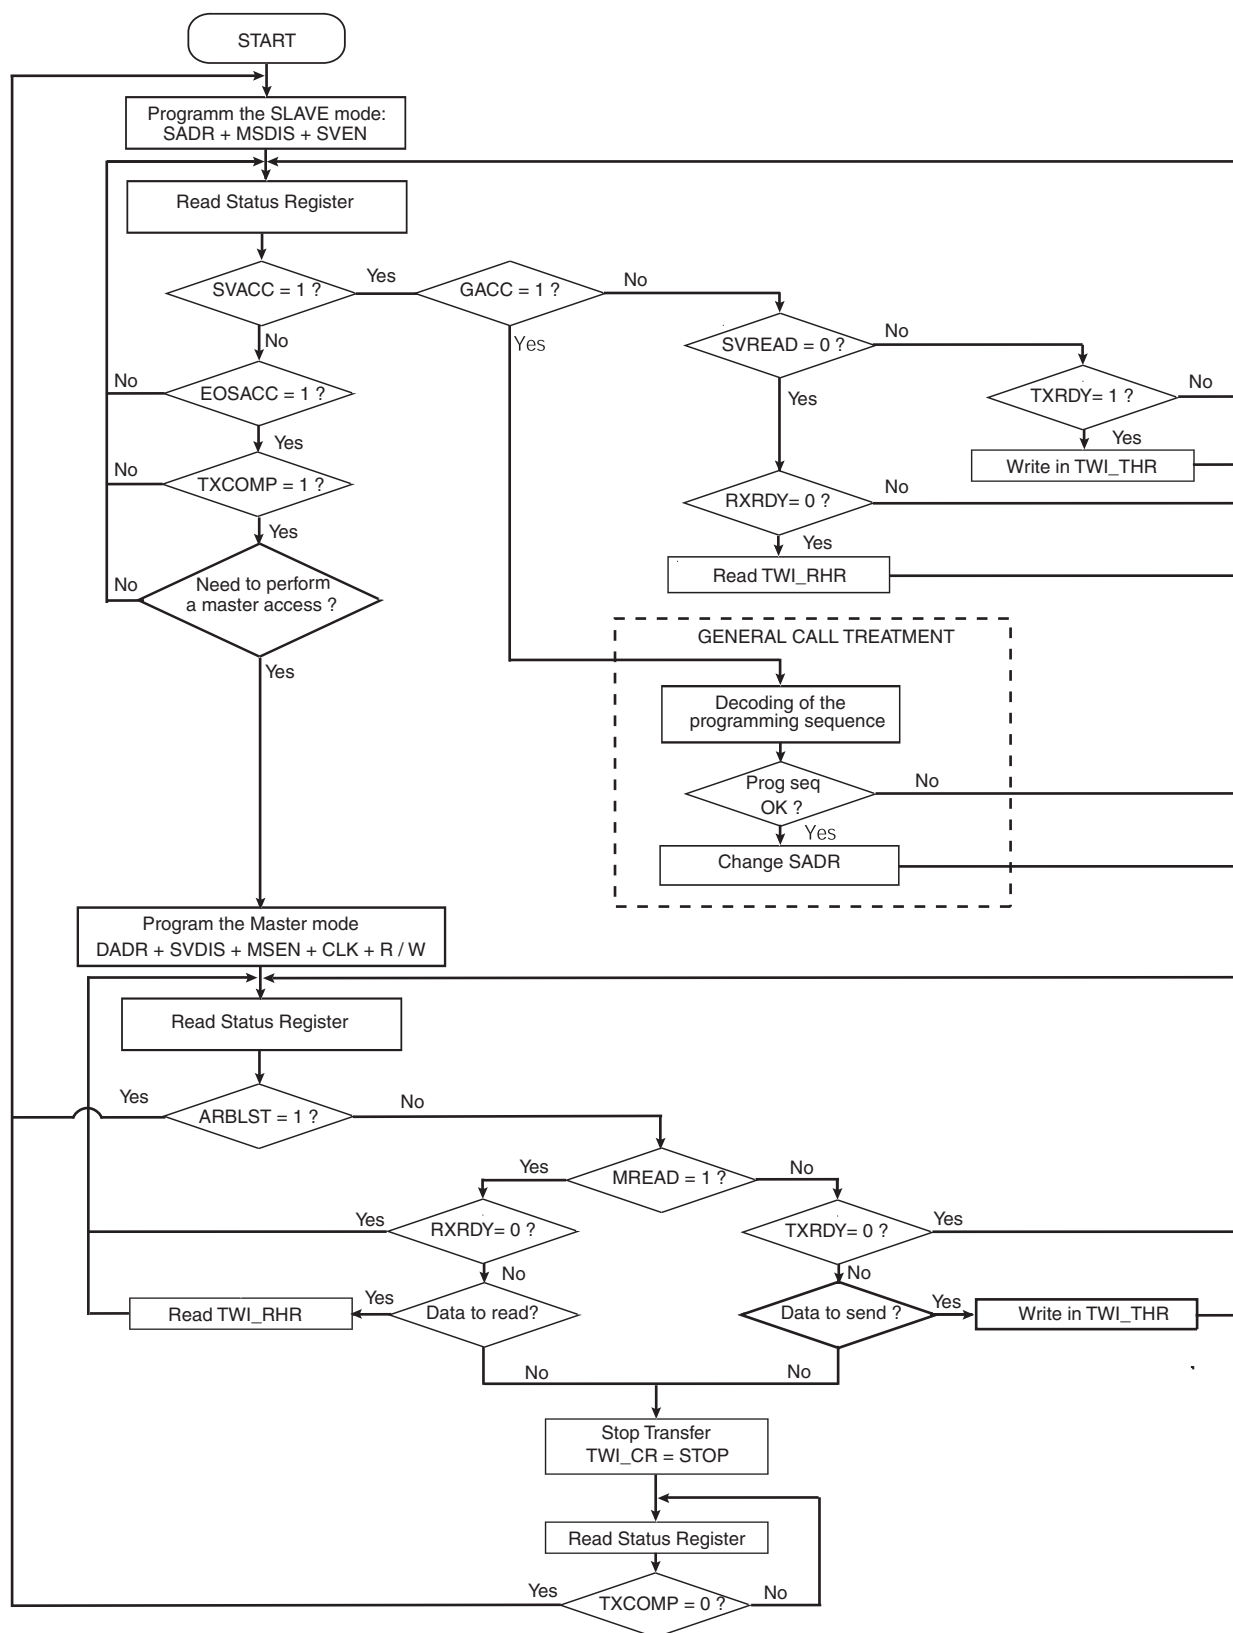 START
Programm the SLAVE mode:
SADR + MSDIS + SVEN
Read Status Register
SVACC = 1 ?
Yes
GACC = 1 ?
No
No
Yes
SVREAD = 0 ?
No
EOSACC = 1 ?
No
Yes
Yes
TXRDY= 1 ?
No
Yes
Write in TWI_THR
TXCOMP = 1 ?
No
Yes
RXRDY= 0 ?
No
Yes
Read TWI_RHR
Need to perform
a master access ?
No
Yes
GENERAL CALL TREATMENT
Decoding of the
programming sequence
Prog seq
OK ?
No
Yes
Change SADR
Program the Master mode
DADR + SVDIS + MSEN + CLK + R / W
Read Status Register
Yes
ARBLST = 1 ?
No
Yes
MREAD = 1 ?
No
Yes
RXRDY= 0 ?
TXRDY= 0 ?
Yes
No
No
Read TWI_RHR
Yes
Data to read?
Data to send ?
Yes
Write in TWI_THR
No
No
Stop Transfer
TWI_CR = STOP
Read Status Register
Yes
TXCOMP = 0 ?
No